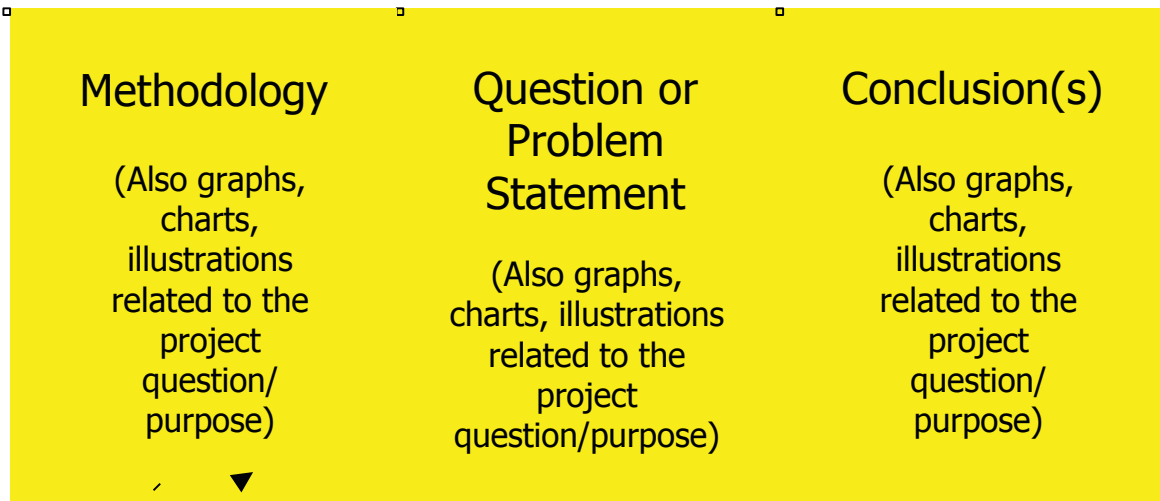 Methodology
(Also graphs,
charts,
illustrations
related to the
project
question/
purpose)
Question or
Problem
Statement
(Also graphs,
charts, illustrations
related to the
project
question/purpose)
Conclusion(s)
(Also graphs,
charts,
illustrations
related to the
project
question/
purpose)